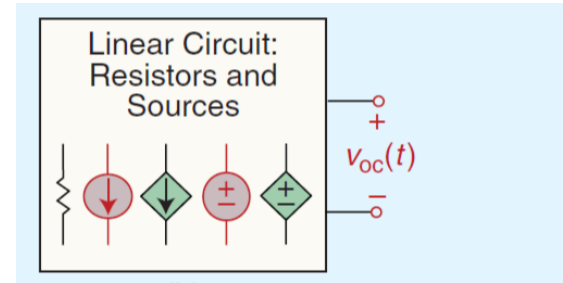 Linear Circuit:
Resistors and
Sources
+
voc(t)
−
+
−
+
−